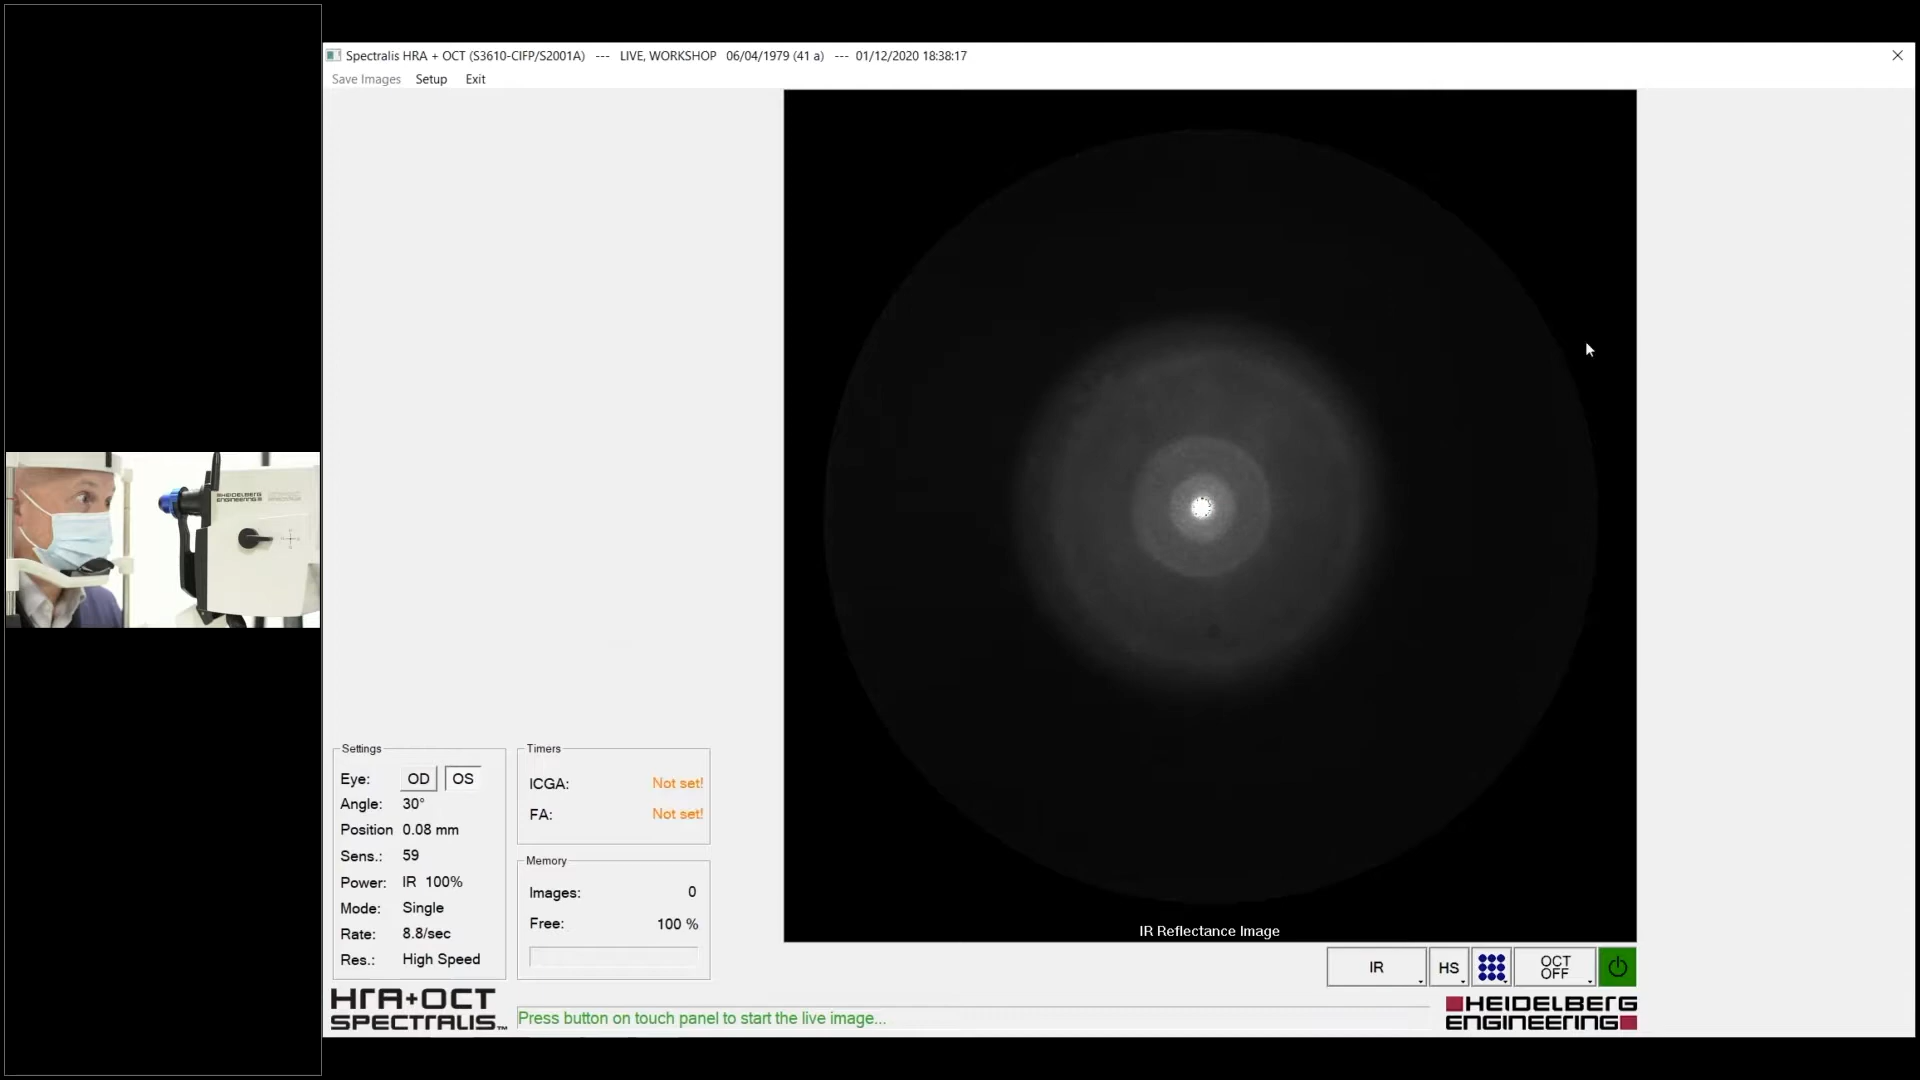 Spectralis HRA + OCT (S3610-CIFP/S2001A) --- LIVE, WORKSHOP 06/04/1979 (41 a) --- 01/12/2020 18:38:17
Save Images Setup Exit
HEIDELBERG
ENGINEERING
IR Reflectance Image
Settings
Eye: OD OS
Angle: 30°
Position 0.08 mm
Sens.: 59
Power: IR 100%
Mode: Single
Rate: 8.8/sec
Res.: High Speed
Timers
ICGA: Not set!
FA: Not set!
Memory
Images: 0
Free: 100 %
IR
HS
OCT
OFF
HRA+OCT
SPECTRALIS™
Press button on touch panel to start the live image...
HEIDELBERG
ENGINEERING